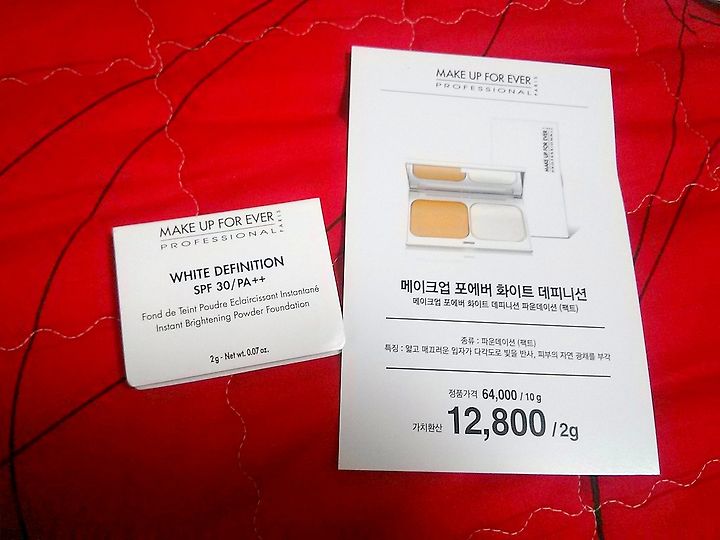 MAKE UP FOR EVER
PROFESSIONAL PARIS
WHITE DEFINITION
SPF 30/PA++
Fond de Teint Poudre Eclaircissant Instantané
Instant Brightening Powder Foundation
2g - Net wt. 0.07oz.
MAKE UP FOR EVER
PROFESSIONAL PARIS
MAKE UP FOR EVER
PROFESSIONAL
메이크업 포에버 화이트 데피니션
메이크업 포에버 화이트 데피니션 파운데이션 (팩트)
종류 : 파운데이션 (팩트)
특징 : 얇고 매끄러운 입자가 다각도로 빛을 반사, 피부의 자연 광채를 부각
정품가격 64,000 / 10 g
가치환산 12,800 / 2g